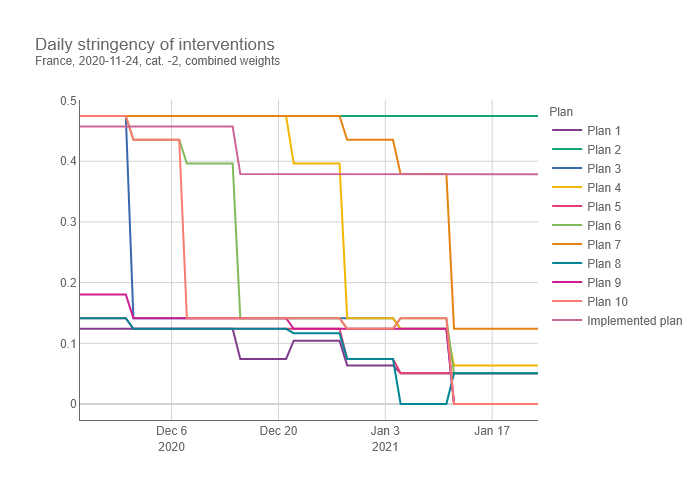 Daily stringency of interventions
France, 2020-11-24, cat. -2, combined weights
0.5
0.4
0.3
0.2
0.1
0
Dec 6
2020
Dec 20
Jan 3
2021
Jan 17
Plan
Plan 1
Plan 2
Plan 3
Plan 4
Plan 5
Plan 6
Plan 7
Plan 8
Plan 9
Plan 10
Implemented plan